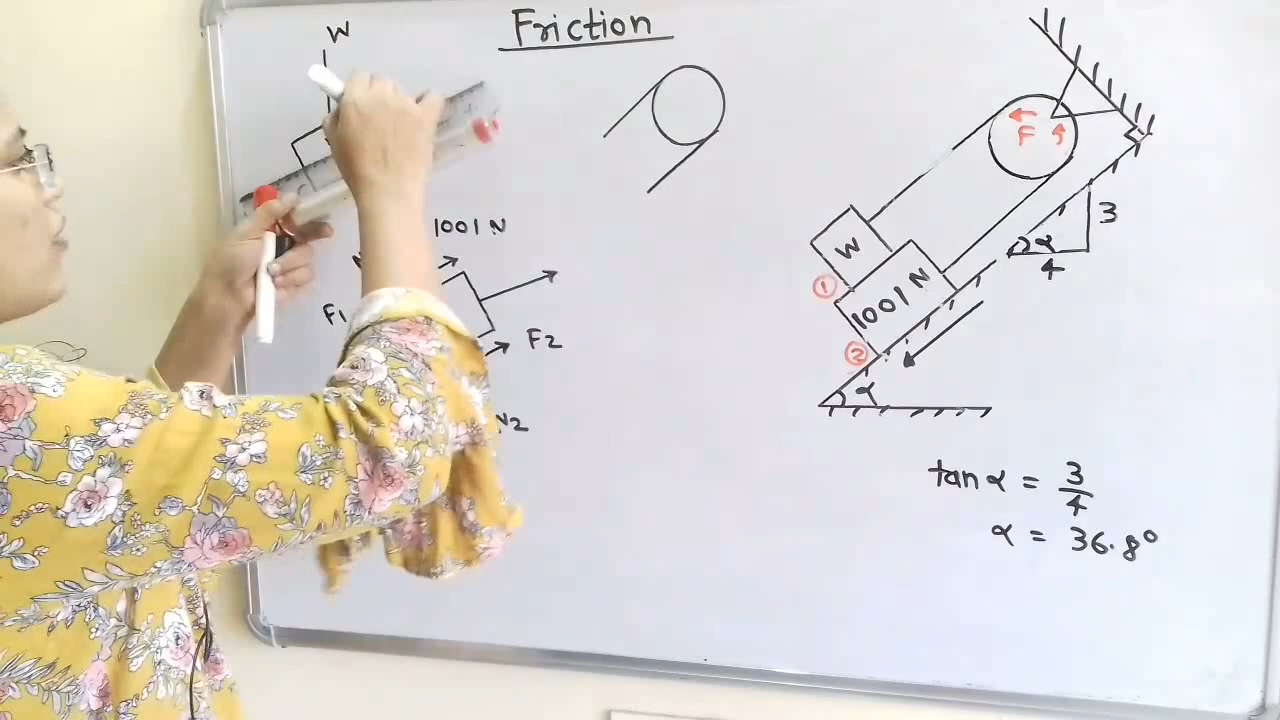 Friction
W
1001 N
F1
F2
N2
W
1001 N
1
2
F
α
3
4
α
tan α = 3/4
α = 36.8°